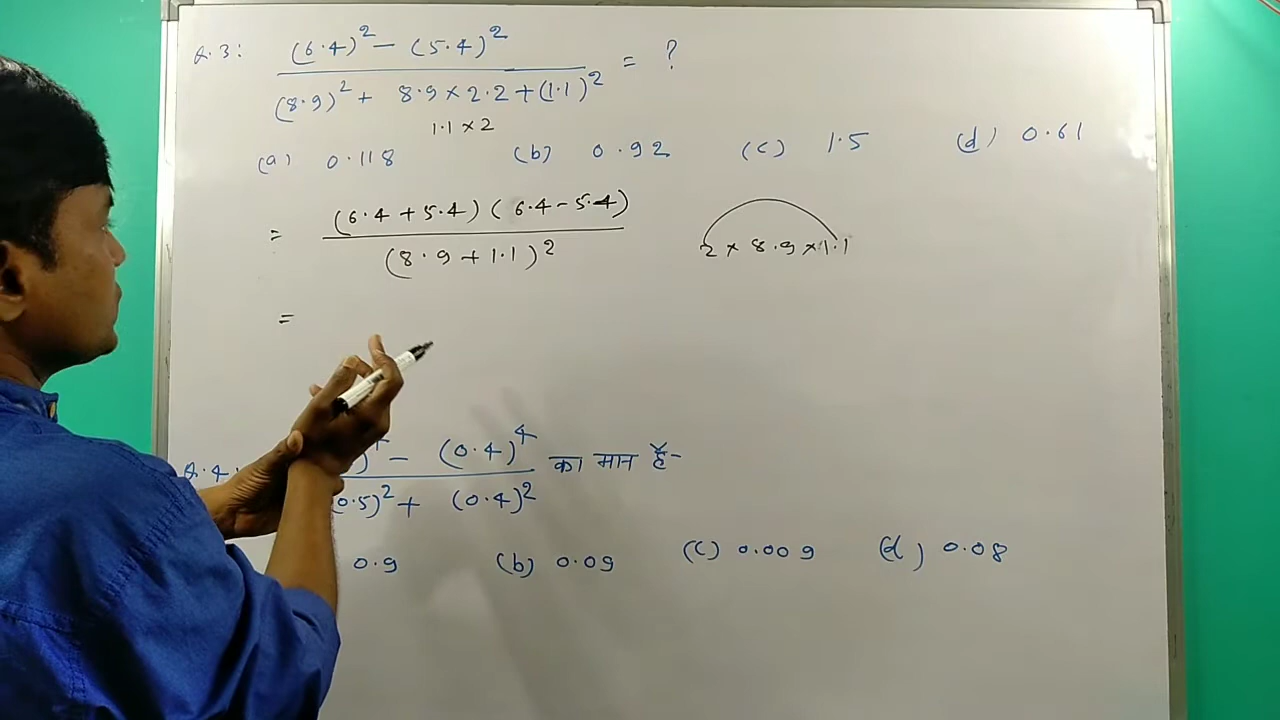 Q.3: (6.4)² - (5.4)² / (8.9)² + 8.9 × 2.2 + (1.1)² = ?
1.1 × 2
(a) 0.118 (b) 0.92 (c) 1.5 (d) 0.61
= (6.4 + 5.4) (6.4 - 5.4) / (8.9 + 1.1)² 2 × 8.9 × 1.1
=
Q.4. )⁴ - (0.4)⁴ / 0.5)² + (0.4)² का मान है-
0.9 (b) 0.09 (c) 0.009 (d) 0.08